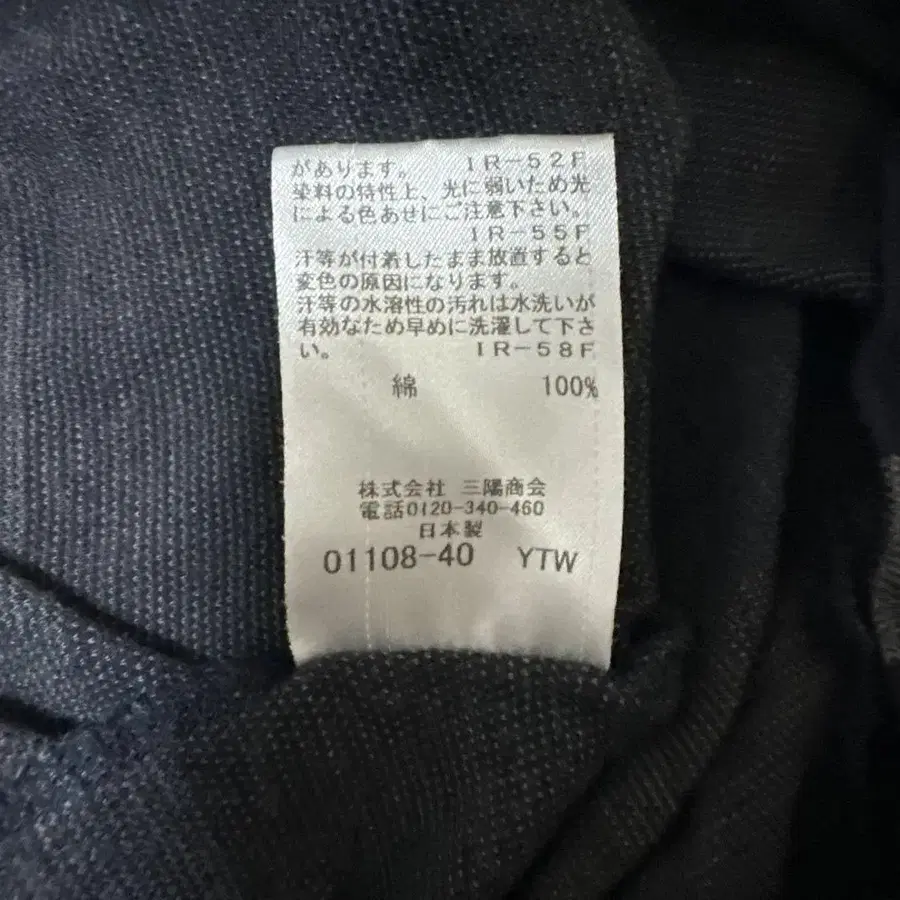 があります。 IR-52F
染料の特性上、光に弱いため光
による色あせにご注意下さい。
IR-55F
汗等が付着したまま放置すると
変色の原因になります。
汗等の水溶性の汚れは水洗いが
有効なため早めに洗濯して下さ
い。 IR-58F
綿 100%
株式会社 三陽商会
電話0120-340-460
日本製
01108-40 YTW